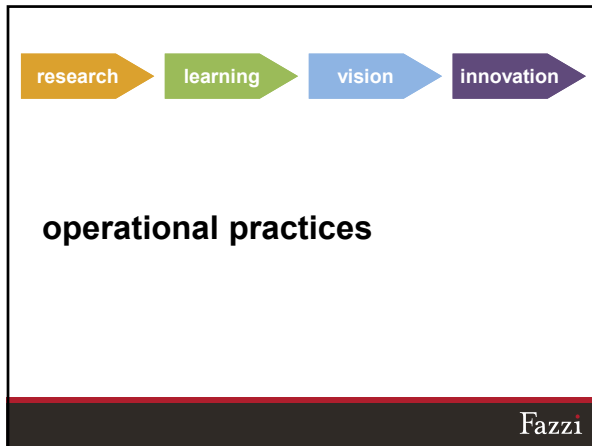 research learning vision innovation
operational practices
Fazzi